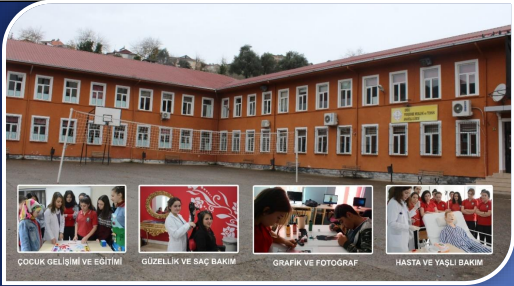 ÇOCUK GELİŞİMİ VE EĞİTİMİ
GÜZELLİK VE SAÇ BAKIM
GRAFİK VE FOTOĞRAF
HASTA VE YAŞLI BAKIM